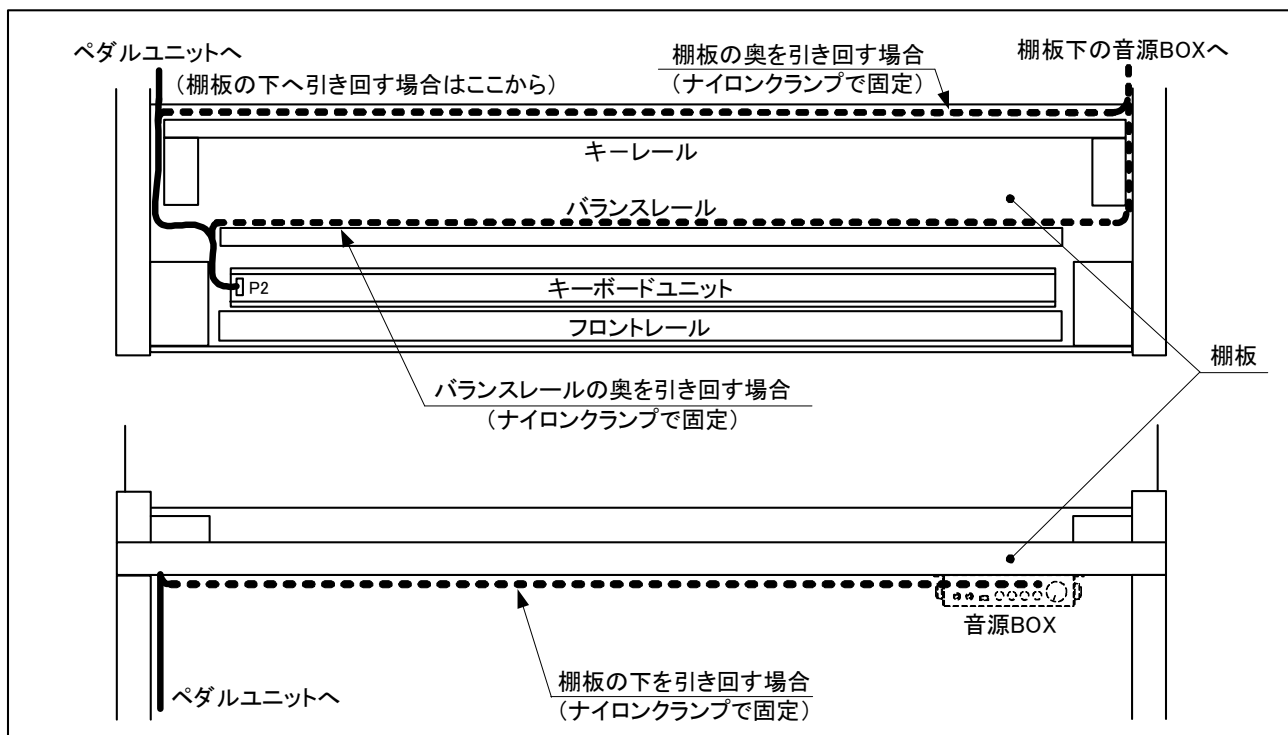 ペダルユニットへ
棚板の奥を引き回す場合
棚板下の音源BOXへ
(棚板の下へ引き回す場合はここから)
(ナイロンクランプで固定)
キーレール
バランスレール
P2
キーボードユニット
フロントレール
棚板
バランスレールの奥を引き回す場合
(ナイロンクランプで固定)
音源BOX
棚板の下を引き回す場合
ペダルユニットへ
(ナイロンクランプで固定)